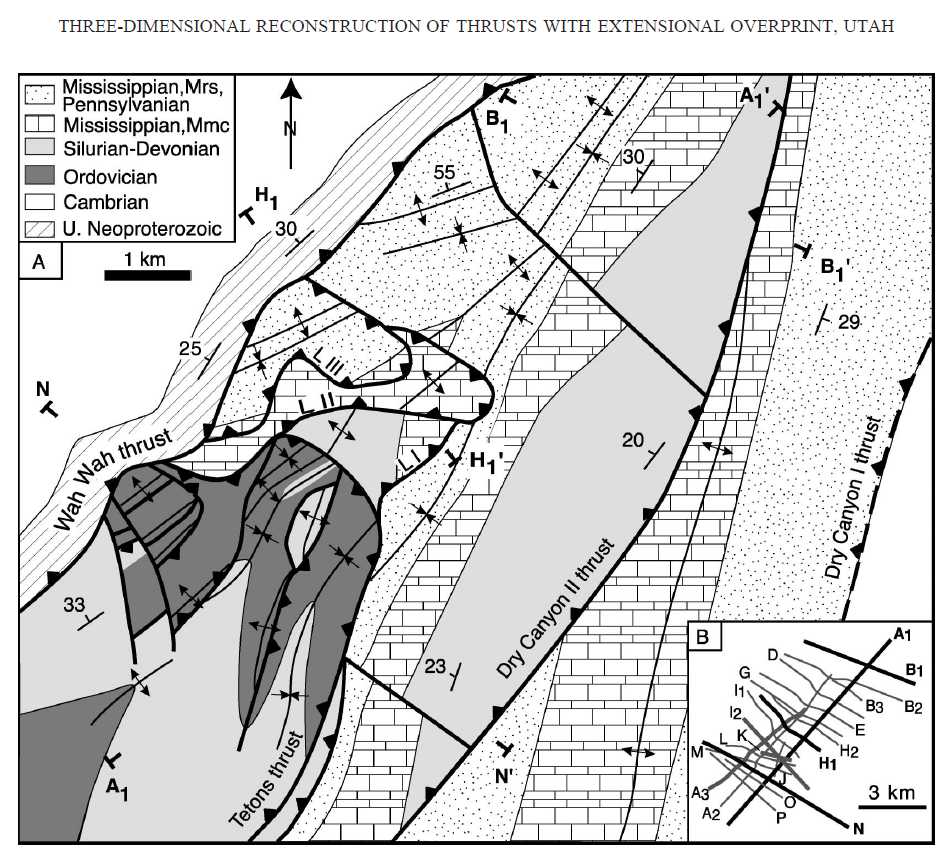 THREE-DIMENSIONAL RECONSTRUCTION OF THRUSTS WITH EXTENSIONAL OVERPRINT, UTAH
Mississippian,Mrs,
Pennsylvanian
Mississippian,Mmc
Silurian-Devonian
Ordovician
Cambrian
U. Neoproterozoic
A
1 km
N
B1
A1'
H1
30
55
30
B1'
29
25
N
L III
L II
L I
H1'
20
Wah Wah thrust
Dry Canyon I thrust
33
Dry Canyon II thrust
23
N'
A1
Tetons thrust
B
A1
D
B1
G
I1
B3
B2
I2
E
K
H2
L
H1
M
J
A3
O
3 km
A2
P
N